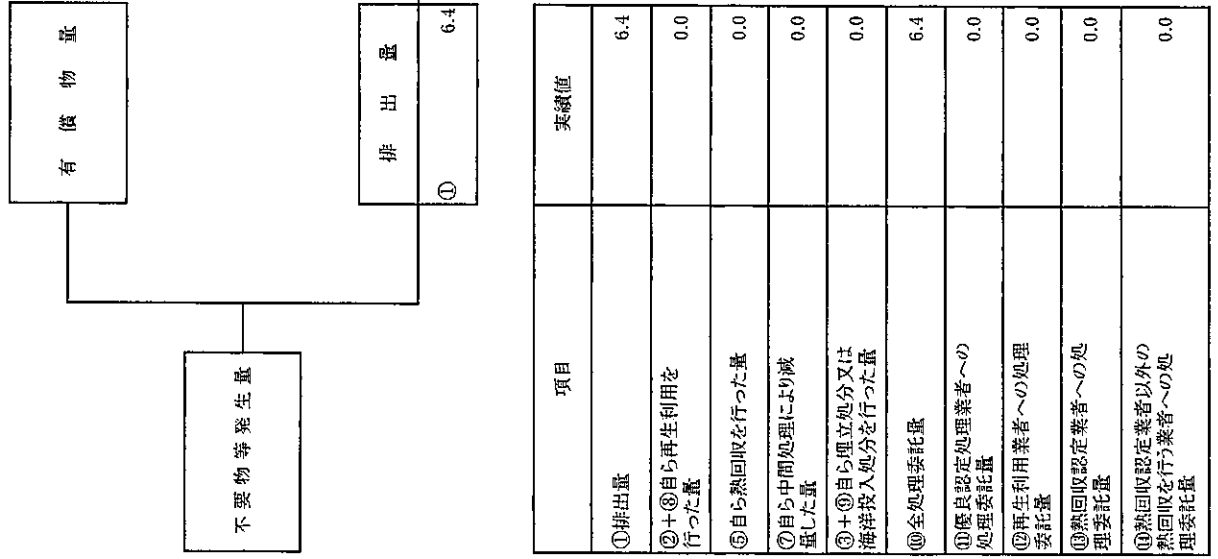 不要物等発生量
有償物量
排出量
① 6.4
項目 実績値
①排出量 6.4
②+⑧自ら再生利用を
行った量 0.0
⑤自ら熱回収を行った量 0.0
⑦自ら中間処理により減
量した量 0.0
③+⑨自ら埋立処分又は
海洋投入処分を行った量 0.0
⑩全処理委託量 6.4
⑪優良認定処理業者への
処理委託量 0.0
⑫再生利用業者への処理
委託量 0.0
⑬熱回収認定業者への処
理委託量 0.0
⑭熱回収認定業者以外の
熱回収を行う業者への処
理委託量 0.0